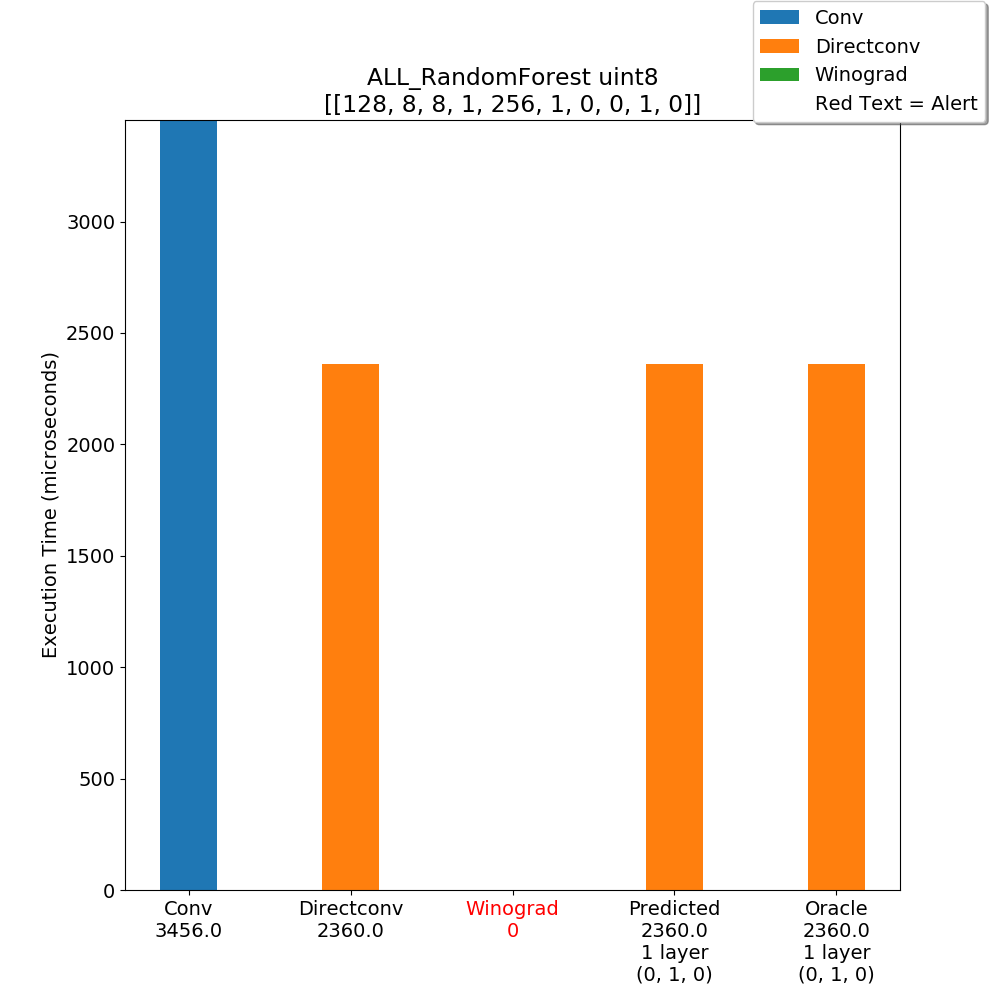 Conv
Directconv
Winograd
Red Text = Alert
ALL_RandomForest uint8
[[128, 8, 8, 1, 256, 1, 0, 0, 1, 0]]
Execution Time (microseconds)
3000
2500
2000
1500
1000
500
0
Conv
3456.0
Directconv
2360.0
Winograd
0
Predicted
2360.0
1 layer
(0, 1, 0)
Oracle
2360.0
1 layer
(0, 1, 0)